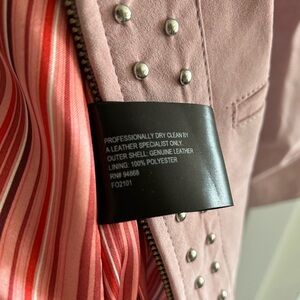 PROFESSIONALLY DRY CLEAN BY
A LEATHER SPECIALIST ONLY.
OUTER SHELL: GENUINE LEATHER
LINING: 100% POLYESTER
RN# 94868
FO2101